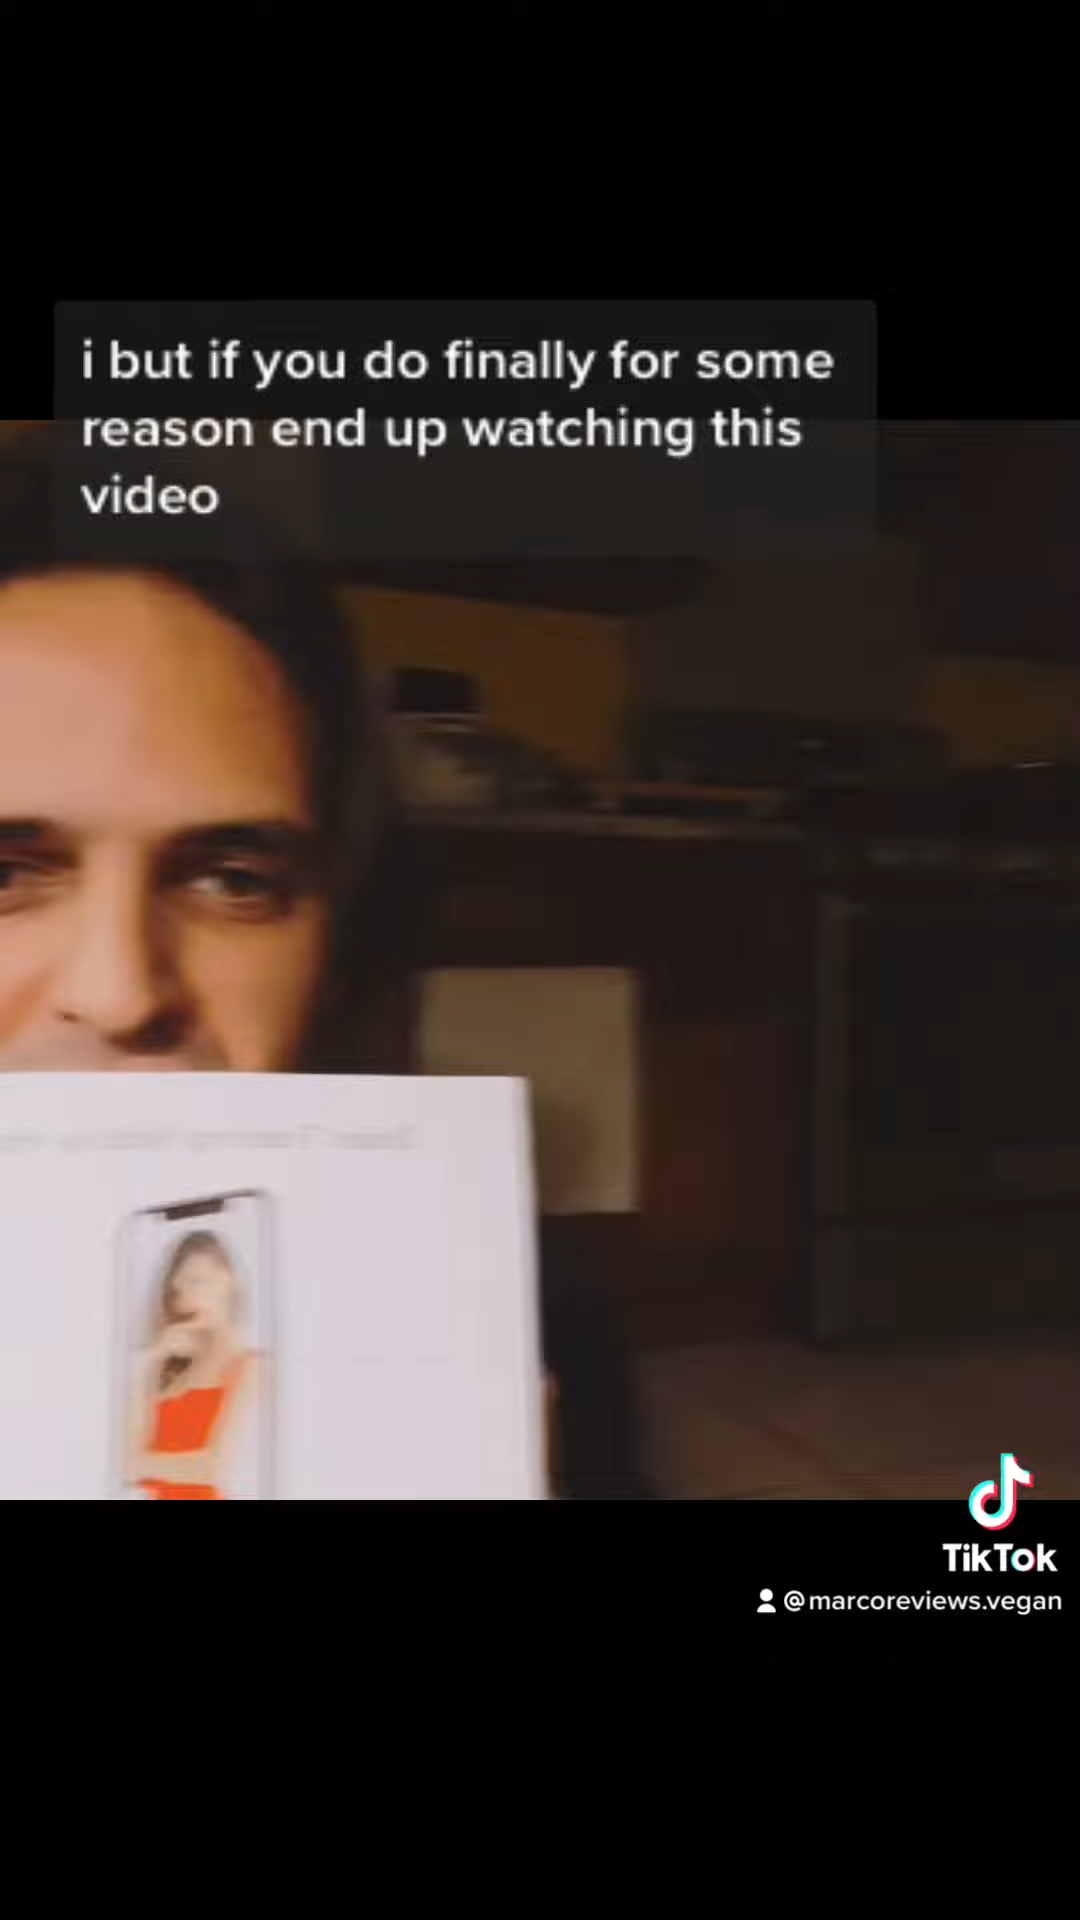 i but if you do finally for some
reason end up watching this
video
TikTok
@marcoreviews.vegan